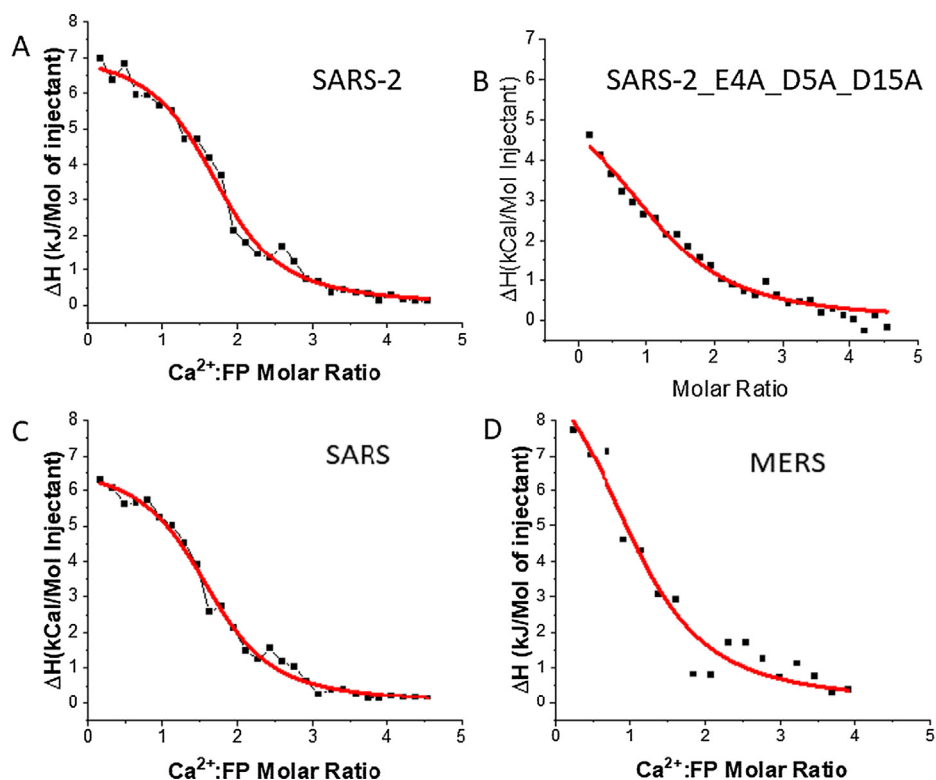 A
SARS-2
ΔH (kJ/Mol of injectant)
8
7
6
5
4
3
2
1
0
0 1 2 3 4 5
Ca2+:FP Molar Ratio
B
SARS-2_E4A_D5A_D15A
ΔH(kCal/Mol Injectant)
7
6
5
4
3
2
1
0
0 1 2 3 4 5
Molar Ratio
C
SARS
ΔH(kCal/Mol Injectant)
8
7
6
5
4
3
2
1
0
0 1 2 3 4 5
Ca2+:FP Molar Ratio
D
MERS
ΔH (kJ/Mol of injectant)
8
7
6
5
4
3
2
1
0
0 1 2 3 4 5
Ca2+:FP Molar Ratio